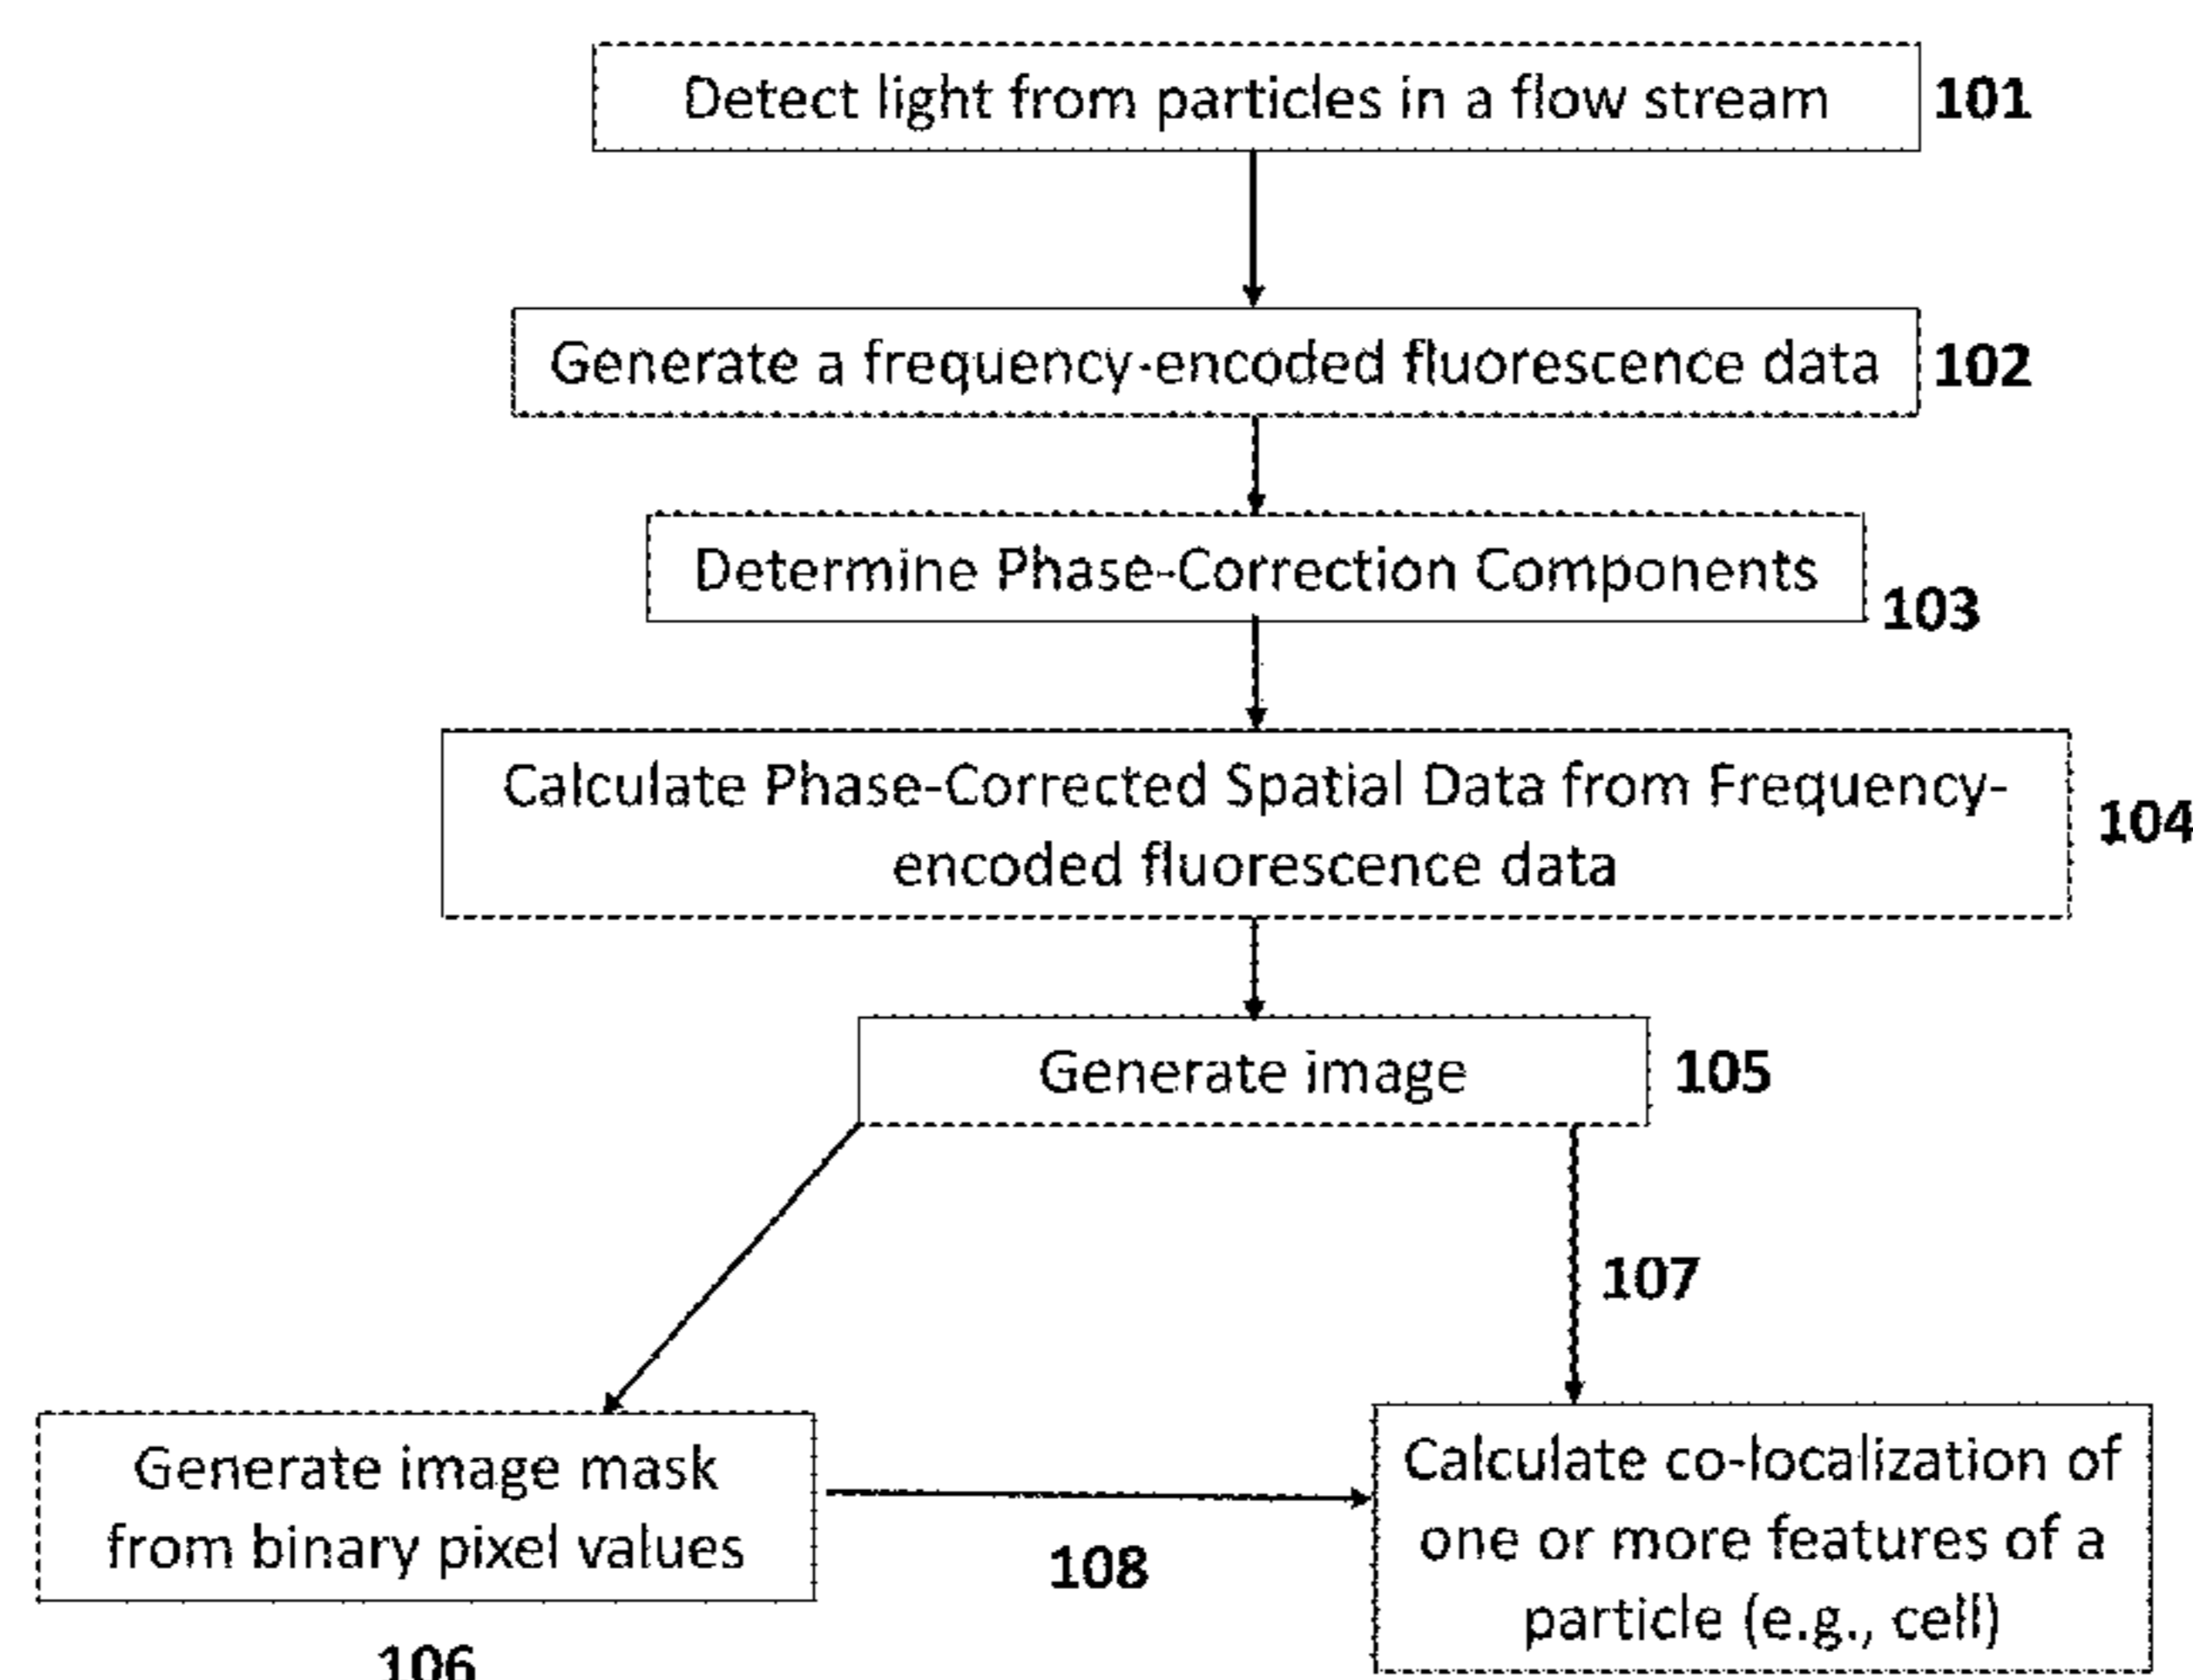 Detect light from particles in a flow stream
101
Generate a frequency-encoded fluorescence data
102
Determine Phase-Correction Components
103
Calculate Phase-Corrected Spatial Data from Frequency-
encoded fluorescence data
104
Generate image
105
107
Generate image mask
from binary pixel values
106
108
Calculate co-localization of
one or more features of a
particle (e.g., cell)